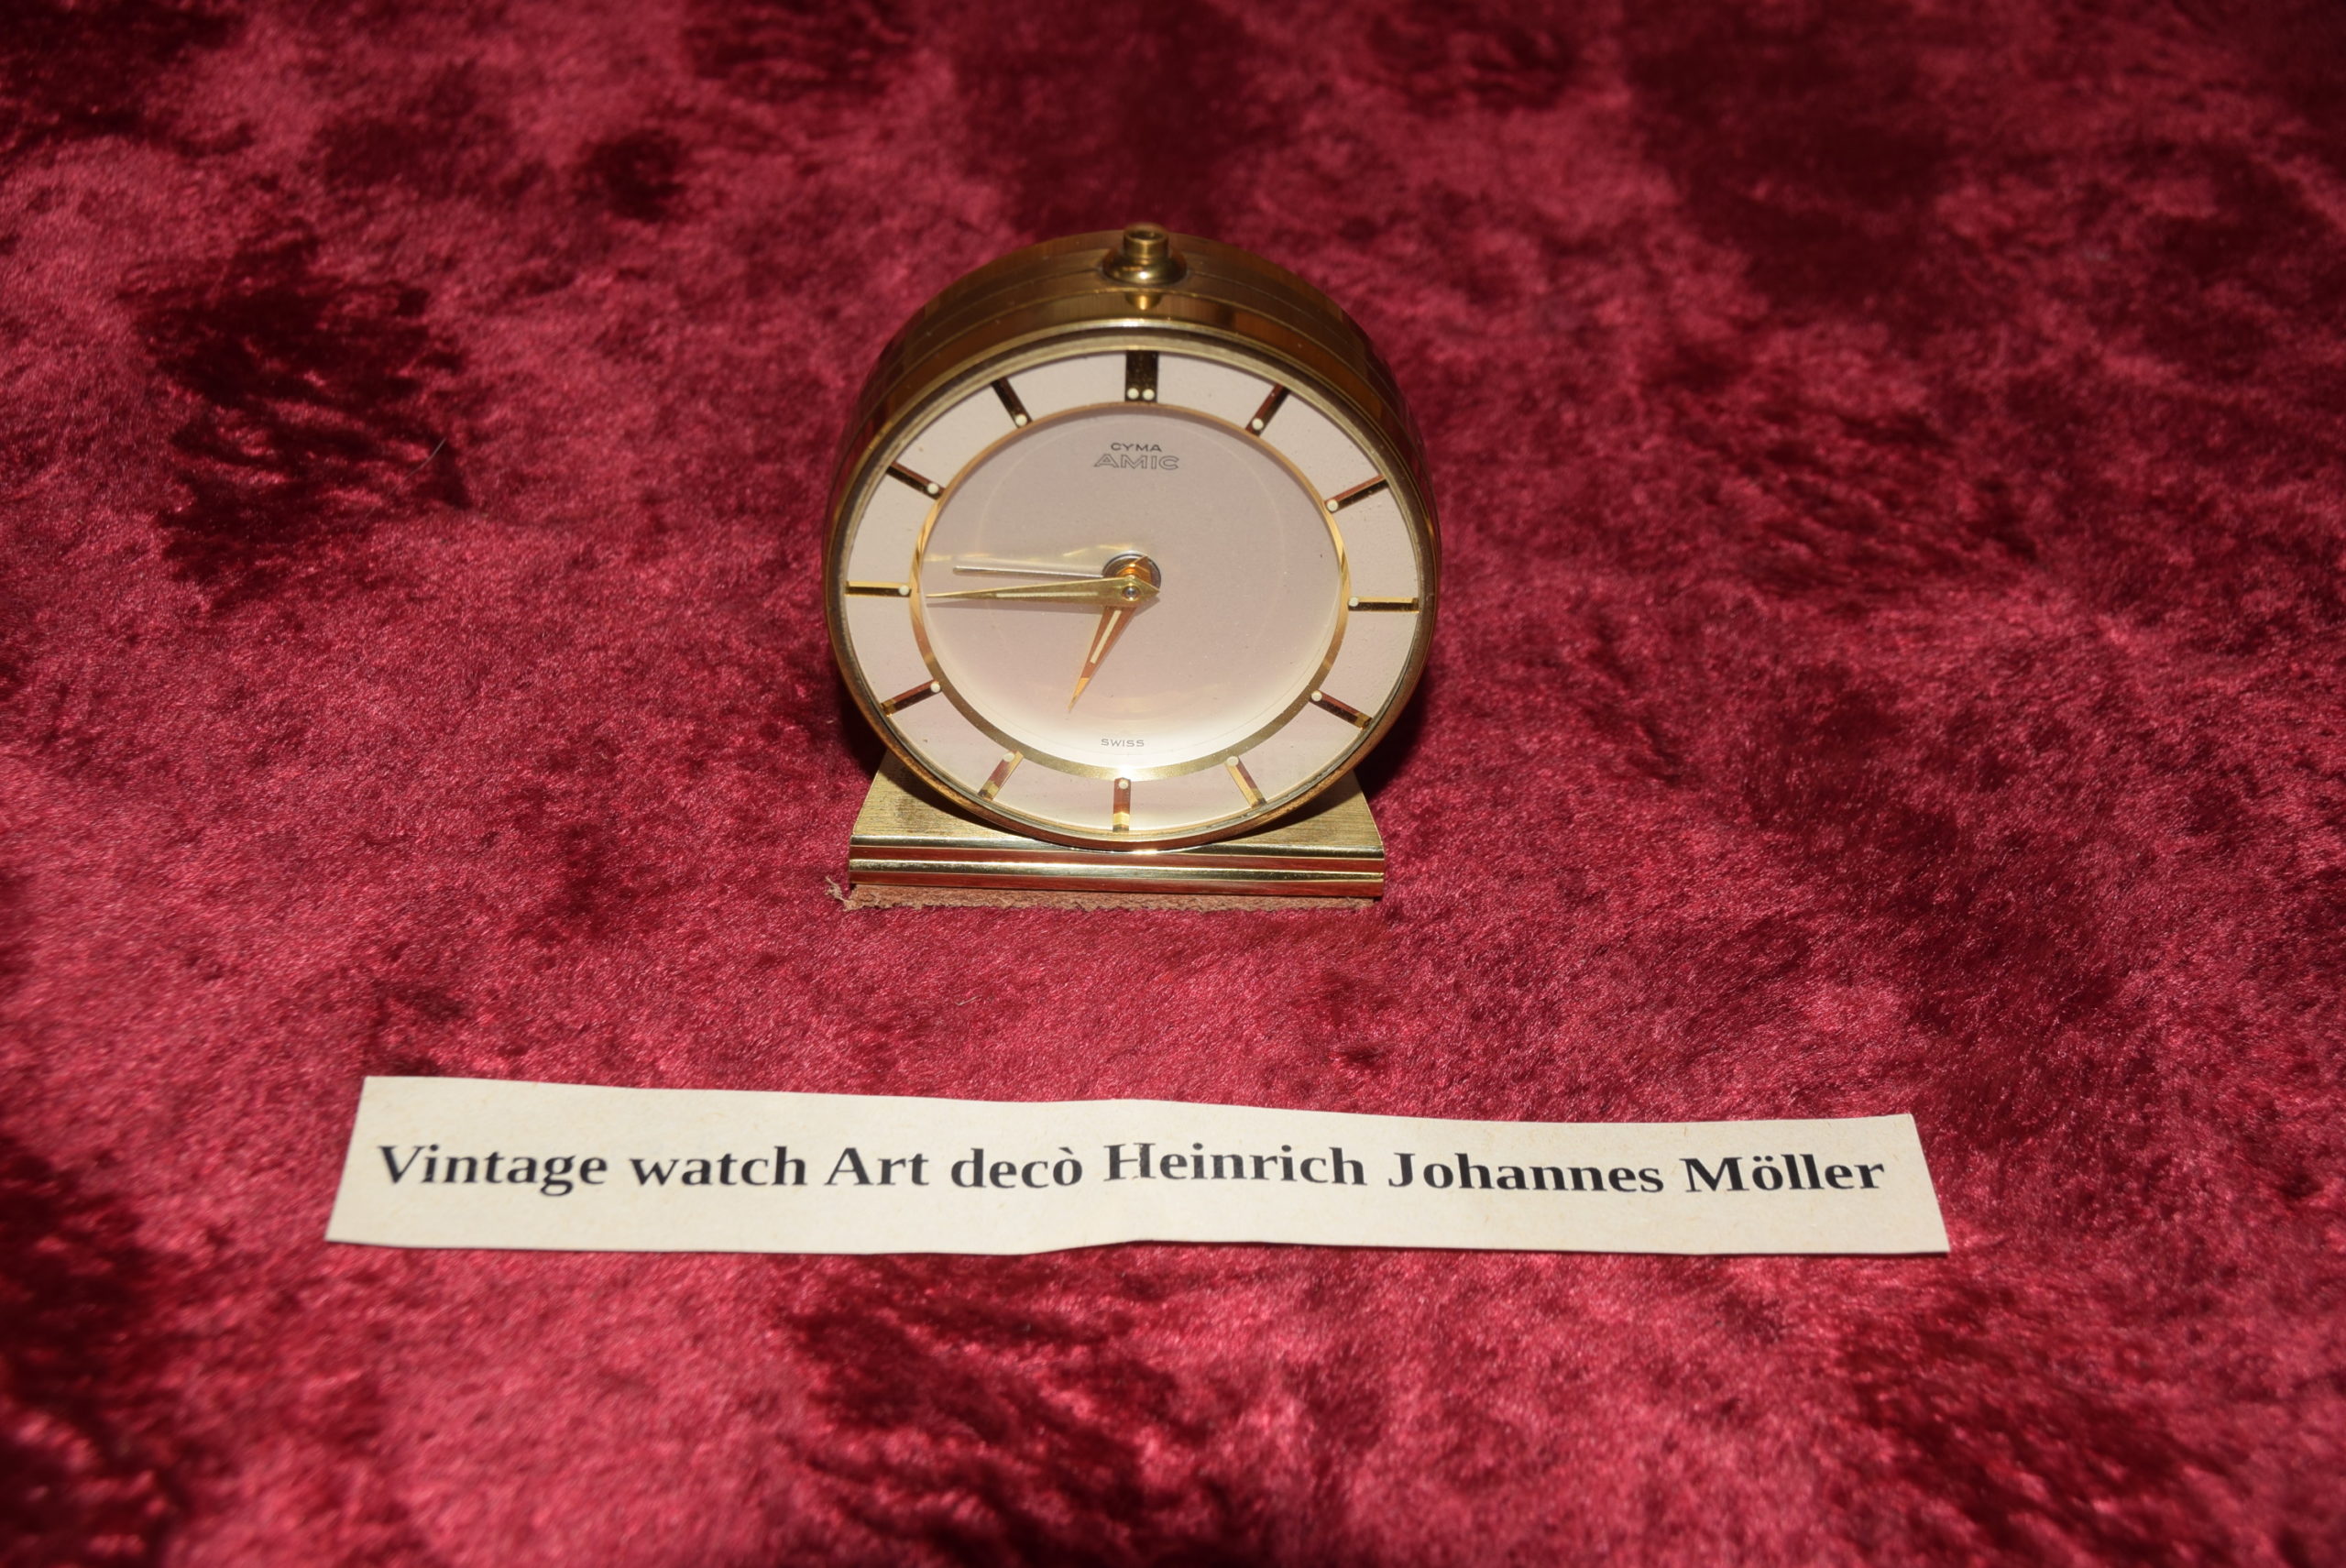 CYMA
AMIC
SWISS
Vintage watch Art decò Heinrich Johannes Möller